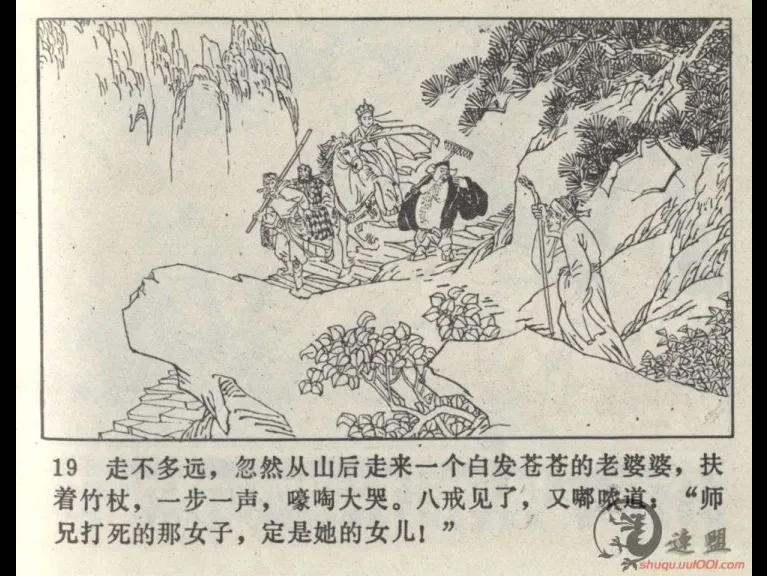 19 走不多远，忽然从山后走来一个白发苍苍的老婆婆，扶
着竹杖，一步一声，嚎啕大哭。八戒见了，又嘟哝道：“师
兄打死的那女子，定是她的女儿！”
連盟
shuqu.uu1001.com